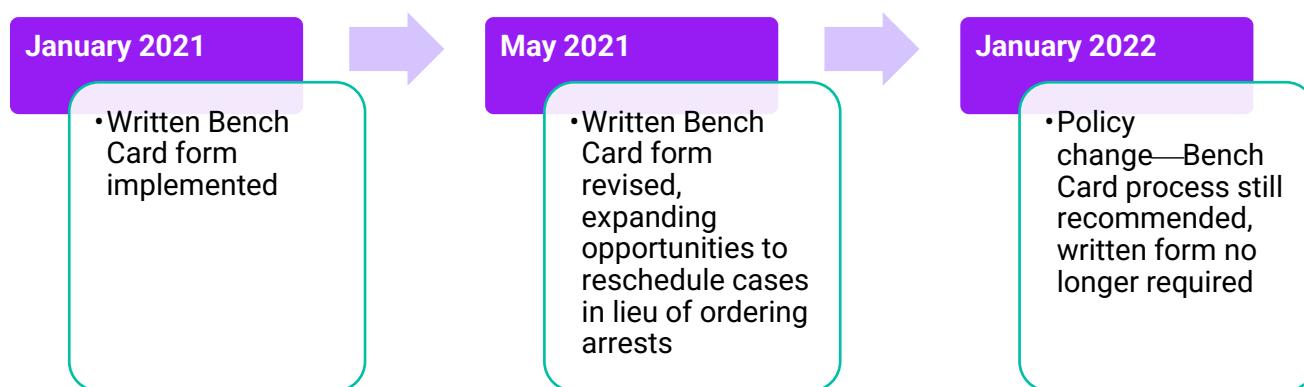 January 2021
•Written Bench
Card form
implemented
May 2021
•Written Bench
Card form
revised,
expanding
opportunities to
reschedule cases
in lieu of ordering
arrests
January 2022
•Policy
change—Bench
Card process still
recommended,
written form no
longer required